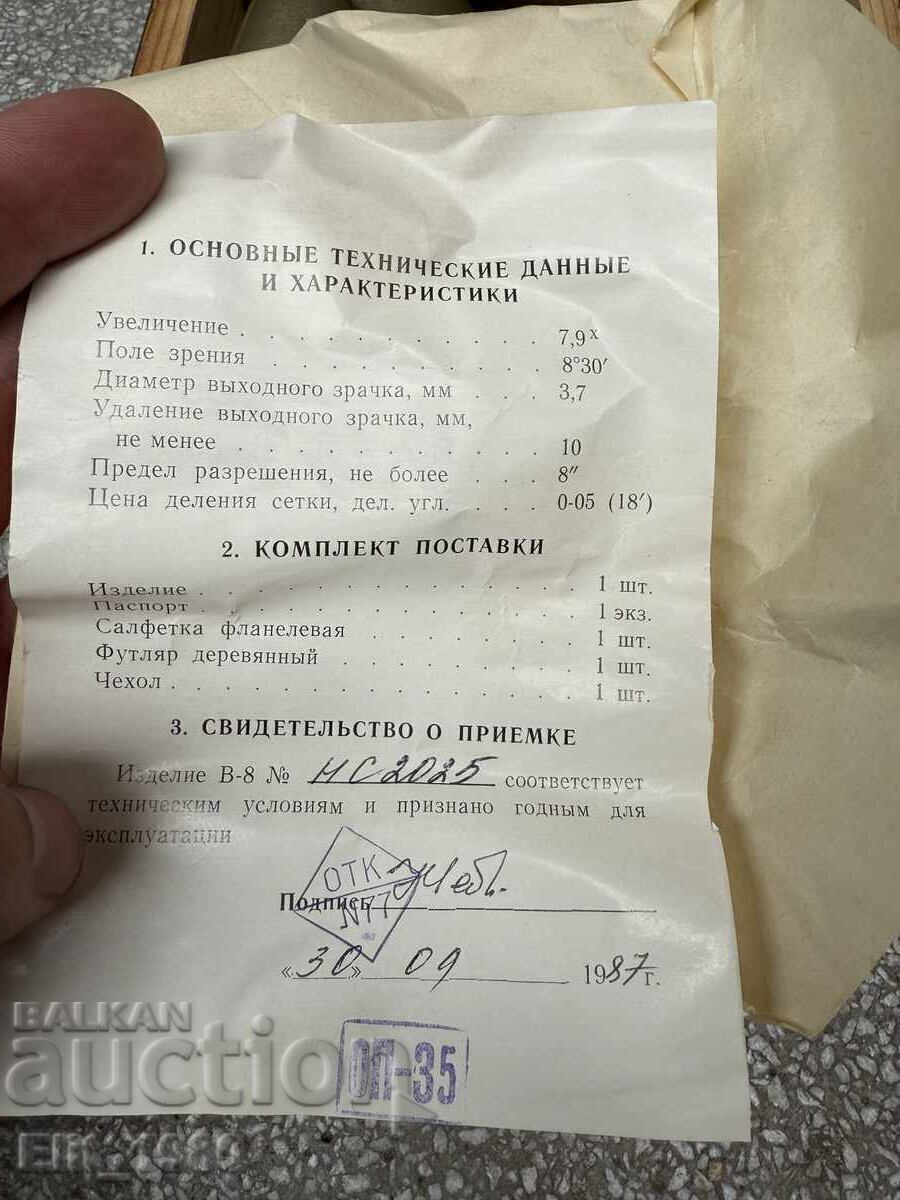 1. ОСНОВНЫЕ ТЕХНИЧЕСКИЕ ДАННЫЕ
И ХАРАКТЕРИСТИКИ
Увеличение . . . . . . . . . . . 7,9ˣ
Поле зрения . . . . . . . . . . 8°30′
Диаметр выходного зрачка, мм . . . 3,7
Удаление выходного зрачка, мм,
не менее . . . . . . . . . . . 10
Предел разрешения, не более . . . 8″
Цена деления сетки, дел. угл. . . . 0-05 (18′)
2. КОМПЛЕКТ ПОСТАВКИ
Изделие . . . . . . . . . . . . . 1 шт.
Паспорт . . . . . . . . . . . . . 1 экз.
Салфетка фланелевая . . . . . . . . 1 шт.
Футляр деревянный . . . . . . . . . 1 шт.
Чехол . . . . . . . . . . . . . . 1 шт.
3. СВИДЕТЕЛЬСТВО О ПРИЕМКЕ
Изделие В-8 № НС2025 соответствует
техническим условиям и признано годным для
эксплуатации
ОТК
Подпись
N77
«30» 09 1987г.
ОП-35
BALKAN
auction
Eti_1989